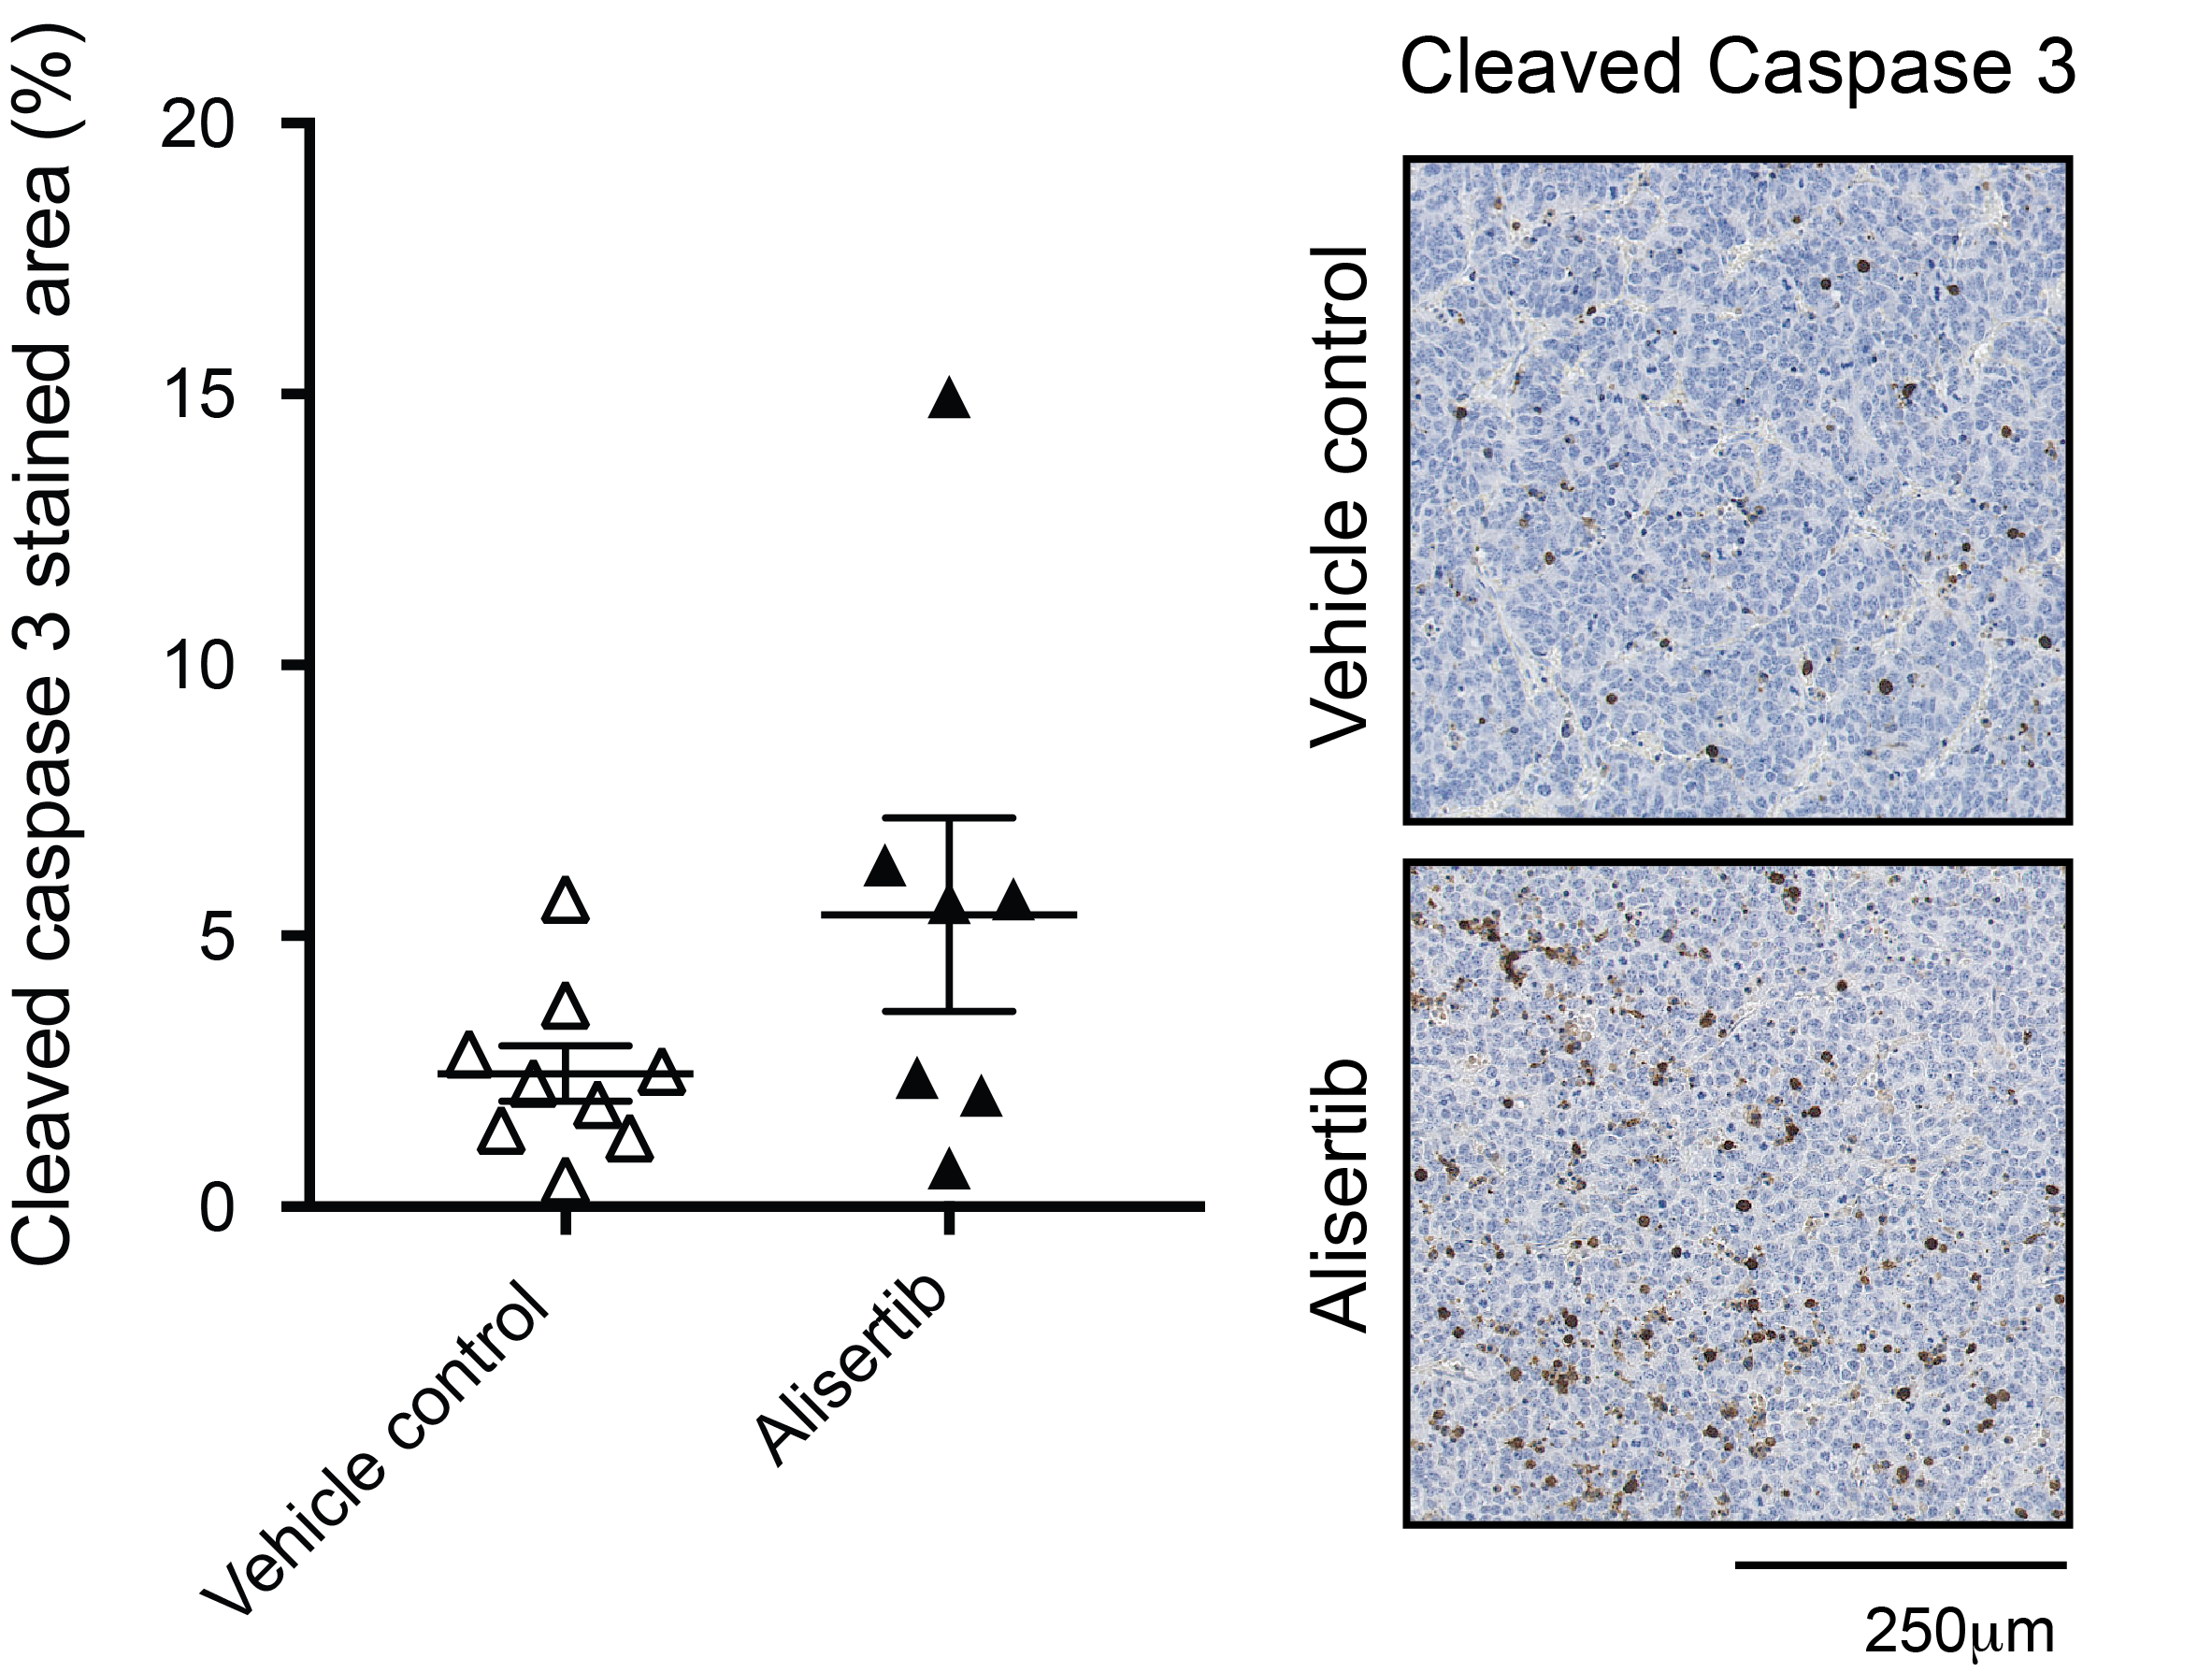 Cleaved caspase 3 stained area (%)
20
15
10
5
0
Vehicle control
Alisertib
Cleaved Caspase 3
Vehicle control
Alisertib
250μm